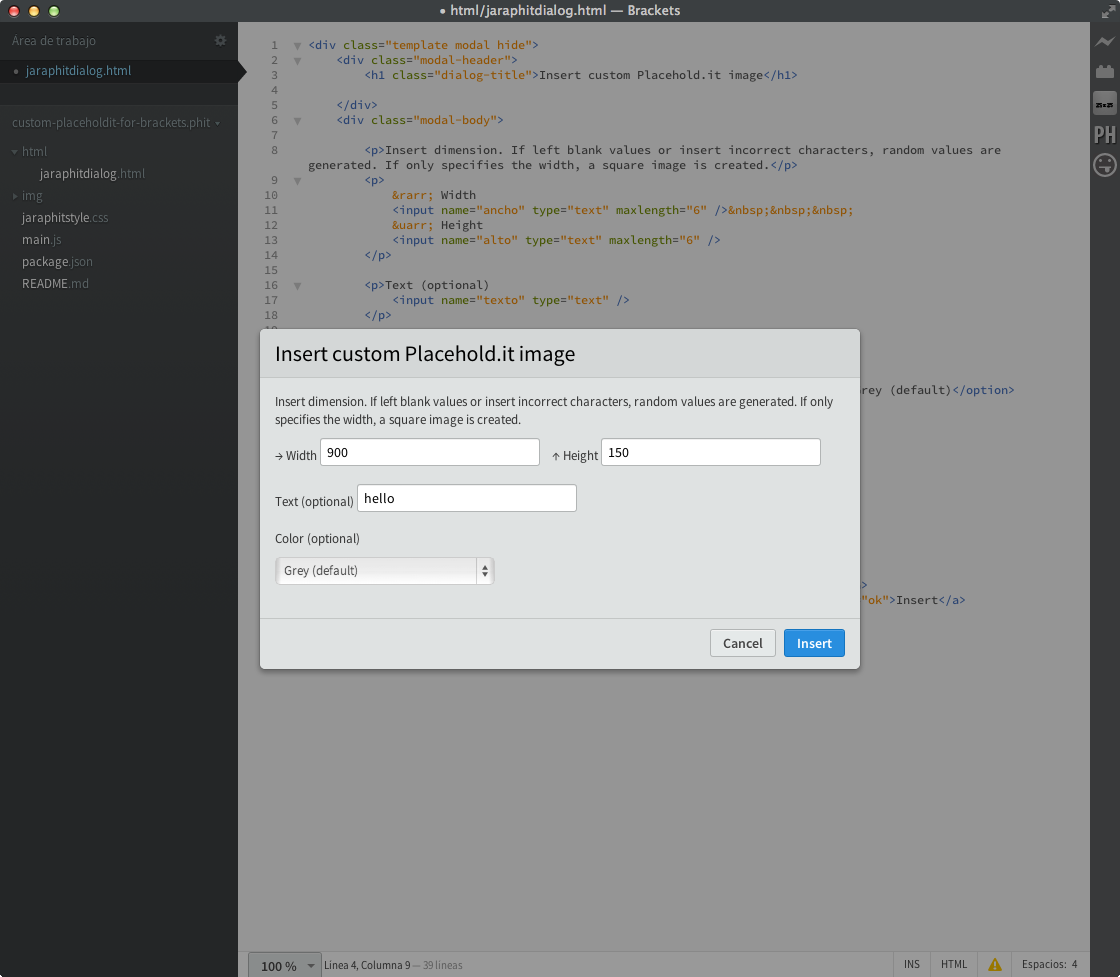 ● html/jaraphitdialog.html — Brackets
Área de trabajo
● jaraphitdialog.html
custom-placeholdit-for-brackets.phit
html
jaraphitdialog.html
img
jaraphitstyle.css
main.js
package.json
README.md
1 <div class="template modal hide">
2 <div class="modal-header">
3 <h1 class="dialog-title">Insert custom Placehold.it image</h1>
4
5 </div>
6 <div class="modal-body">
7
8 <p>Insert dimension. If left blank values or insert incorrect characters, random values are
generated. If only specifies the width, a square image is created.</p>
9 <p>
10 &rarr; Width
11 <input name="ancho" type="text" maxlength="6" />&nbsp;&nbsp;&nbsp;
12 &uarr; Height
13 <input name="alto" type="text" maxlength="6" />
14 </p>
15
16 <p>Text (optional)
17 <input name="texto" type="text" />
18 </p>
rey (default)</option>
>
"ok">Insert</a>
Insert custom Placehold.it image
Insert dimension. If left blank values or insert incorrect characters, random values are generated. If only
specifies the width, a square image is created.
→ Width 900 ↑ Height 150
Text (optional) hello
Color (optional)
Grey (default)
Cancel Insert
PH
100 % Línea 4, Columna 9 — 39 líneas INS HTML Espacios: 4